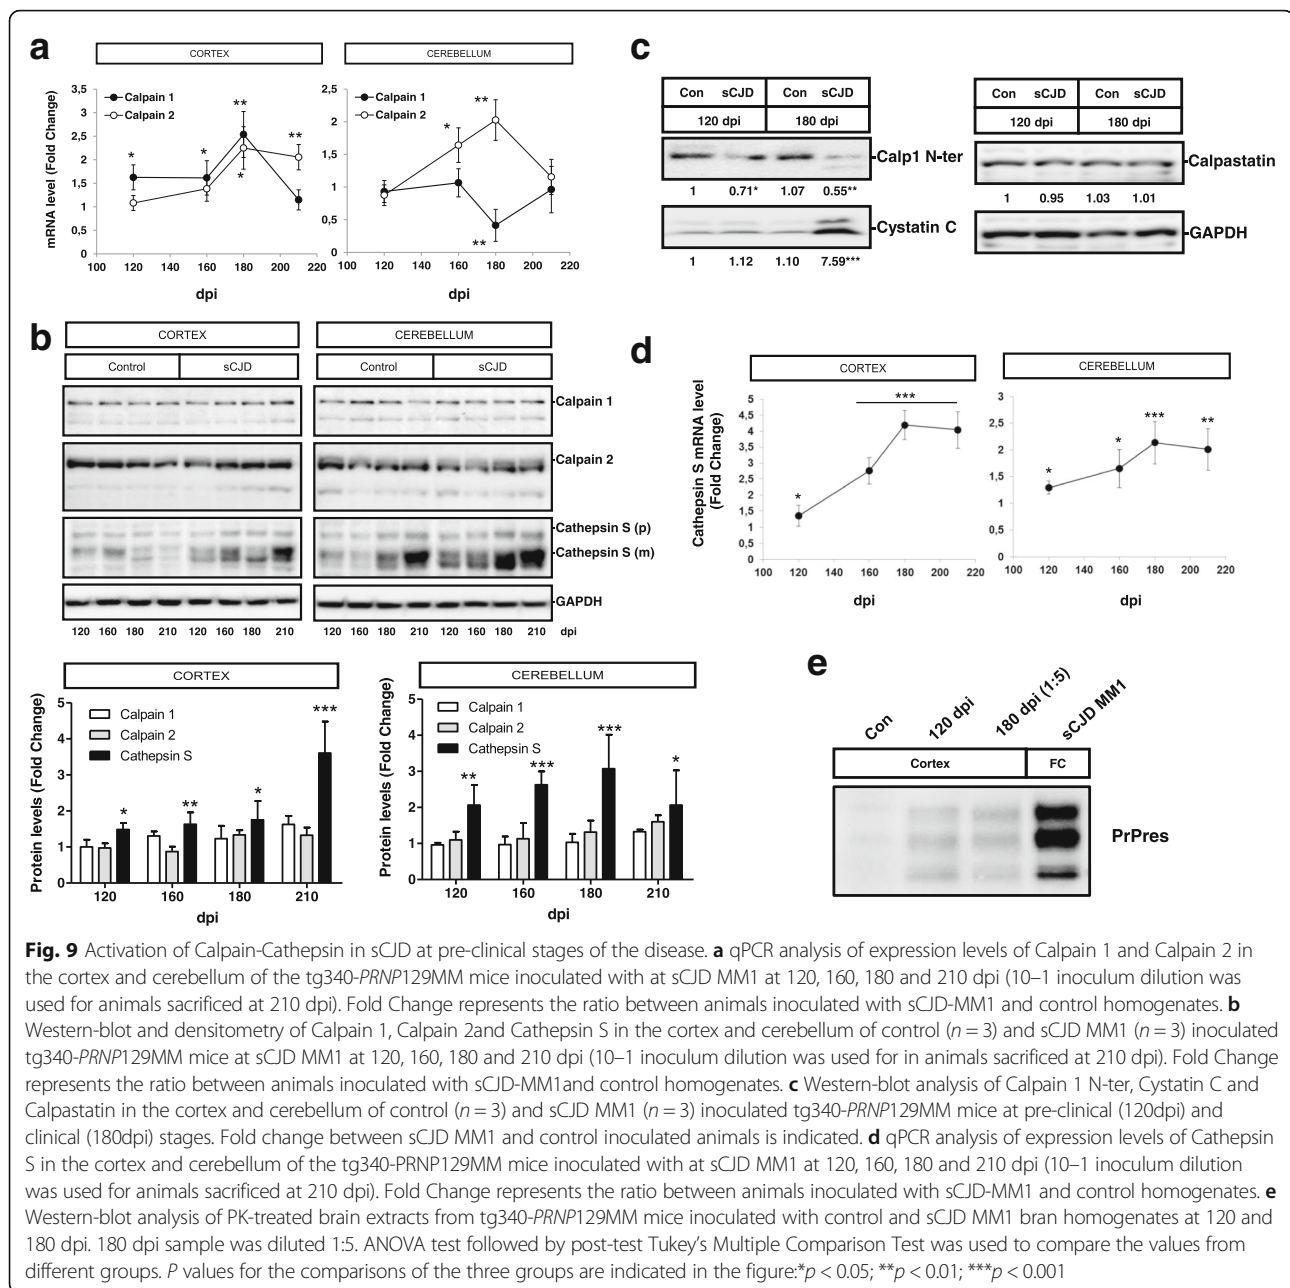 a
CORTEX
CEREBELLUM
mRNA level (Fold Change)
3,5
3
2,5
2
1,5
1
0,5
0
Calpain 1
Calpain 2
*
*
**
*
**
100 120 140 160 180 200 220
dpi
2,5
2
1,5
1
0,5
0
Calpain 1
Calpain 2
*
**
**
100 120 140 160 180 200 220
dpi
c
Con sCJD Con sCJD
120 dpi 180 dpi
Calp1 N-ter
1 0.71* 1.07 0.55**
Cystatin C
1 1.12 1.10 7.59***
Con sCJD Con sCJD
120 dpi 180 dpi
Calpastatin
1 0.95 1.03 1.01
GAPDH
b
CORTEX CEREBELLUM
Control sCJD Control sCJD
Calpain 1
Calpain 2
Cathepsin S (p)
Cathepsin S (m)
GAPDH
120 160 180 210 120 160 180 210 120 160 180 210 120 160 180 210 dpi
CORTEX
Protein levels (Fold Change)
5
4
3
2
1
0
Calpain 1
Calpain 2
Cathepsin S
*
**
*
***
120 160 180 210
dpi
CEREBELLUM
Protein levels (Fold Change)
5
4
3
2
1
0
Calpain 1
Calpain 2
Cathepsin S
**
***
***
*
120 160 180 210
dpi
d
CORTEX
Cathepsin S mRNA level
(Fold Change)
5
4,5
4
3,5
3
2,5
2
1,5
1
0,5
0
*
***
100 120 140 160 180 200 220
dpi
CEREBELLUM
3
2,5
2
1,5
1
0,5
0
*
*
***
**
100 120 140 160 180 200 220
dpi
e
Con
120 dpi
180 dpi (1:5)
sCJD MM1
Cortex FC
PrPres
Fig. 9 Activation of Calpain-Cathepsin in sCJD at pre-clinical stages of the disease. a qPCR analysis of expression levels of Calpain 1 and Calpain 2 in
the cortex and cerebellum of the tg340-PRNP129MM mice inoculated with at sCJD MM1 at 120, 160, 180 and 210 dpi (10–1 inoculum dilution was
used for animals sacrificed at 210 dpi). Fold Change represents the ratio between animals inoculated with sCJD-MM1 and control homogenates. b
Western-blot and densitometry of Calpain 1, Calpain 2and Cathepsin S in the cortex and cerebellum of control (n = 3) and sCJD MM1 (n = 3) inoculated
tg340-PRNP129MM mice at sCJD MM1 at 120, 160, 180 and 210 dpi (10–1 inoculum dilution was used for in animals sacrificed at 210 dpi). Fold Change
represents the ratio between animals inoculated with sCJD-MM1and control homogenates. c Western-blot analysis of Calpain 1 N-ter, Cystatin C and
Calpastatin in the cortex and cerebellum of control (n = 3) and sCJD MM1 (n = 3) inoculated tg340-PRNP129MM mice at pre-clinical (120dpi) and
clinical (180dpi) stages. Fold change between sCJD MM1 and control inoculated animals is indicated. d qPCR analysis of expression levels of Cathepsin
S in the cortex and cerebellum of the tg340-PRNP129MM mice inoculated with at sCJD MM1 at 120, 160, 180 and 210 dpi (10–1 inoculum dilution
was used for animals sacrificed at 210 dpi). Fold Change represents the ratio between animals inoculated with sCJD-MM1 and control homogenates. e
Western-blot analysis of PK-treated brain extracts from tg340-PRNP129MM mice inoculated with control and sCJD MM1 bran homogenates at 120 and
180 dpi. 180 dpi sample was diluted 1:5. ANOVA test followed by post-test Tukey's Multiple Comparison Test was used to compare the values from
different groups. P values for the comparisons of the three groups are indicated in the figure:*p < 0.05; **p < 0.01; ***p < 0.001